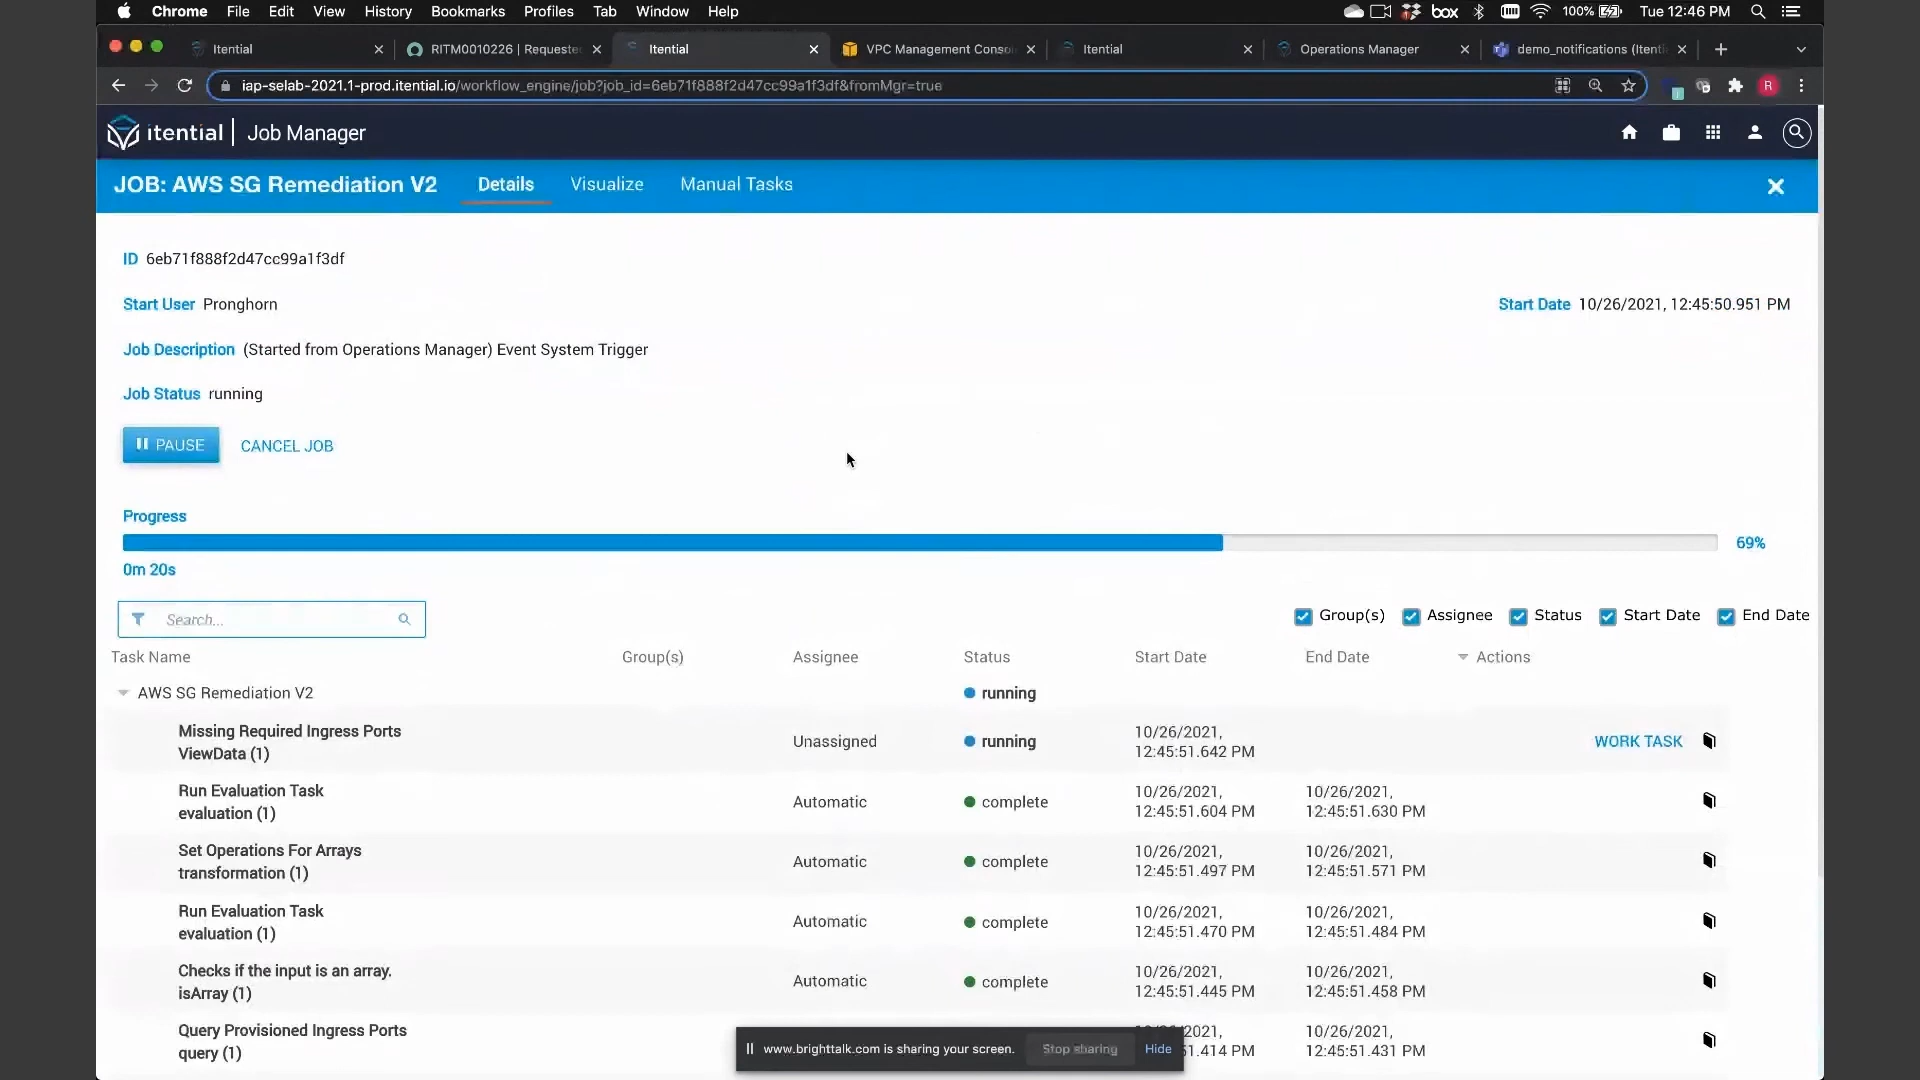 Chrome File Edit View History Bookmarks Profiles Tab Window Help
box 100% Tue 12:46 PM
Itential RITM0010226 | Requeste Itential VPC Management Conso Itential Operations Manager demo_notifications (Itenti
iap-selab-2021.1-prod.itential.io/workflow_engine/job?job_id=6eb71f888f2d47cc99a1f3df&fromMgr=true R
itential | Job Manager
JOB: AWS SG Remediation V2 Details Visualize Manual Tasks
ID 6eb71f888f2d47cc99a1f3df
Start User Pronghorn Start Date 10/26/2021, 12:45:50.951 PM
Job Description (Started from Operations Manager) Event System Trigger
Job Status running
PAUSE CANCEL JOB
Progress
69%
0m 20s
Search... Group(s) Assignee Status Start Date End Date
Task Name Group(s) Assignee Status Start Date End Date Actions
AWS SG Remediation V2 running
Missing Required Ingress Ports
ViewData (1) Unassigned running 10/26/2021,
12:45:51.642 PM WORK TASK
Run Evaluation Task
evaluation (1) Automatic complete 10/26/2021,
12:45:51.604 PM 10/26/2021,
12:45:51.630 PM
Set Operations For Arrays
transformation (1) Automatic complete 10/26/2021,
12:45:51.497 PM 10/26/2021,
12:45:51.571 PM
Run Evaluation Task
evaluation (1) Automatic complete 10/26/2021,
12:45:51.470 PM 10/26/2021,
12:45:51.484 PM
Checks if the input is an array.
isArray (1) Automatic complete 10/26/2021,
12:45:51.445 PM 10/26/2021,
12:45:51.458 PM
Query Provisioned Ingress Ports
query (1) 2021,
51.414 PM 10/26/2021,
12:45:51.431 PM
www.brighttalk.com is sharing your screen. Stop sharing Hide